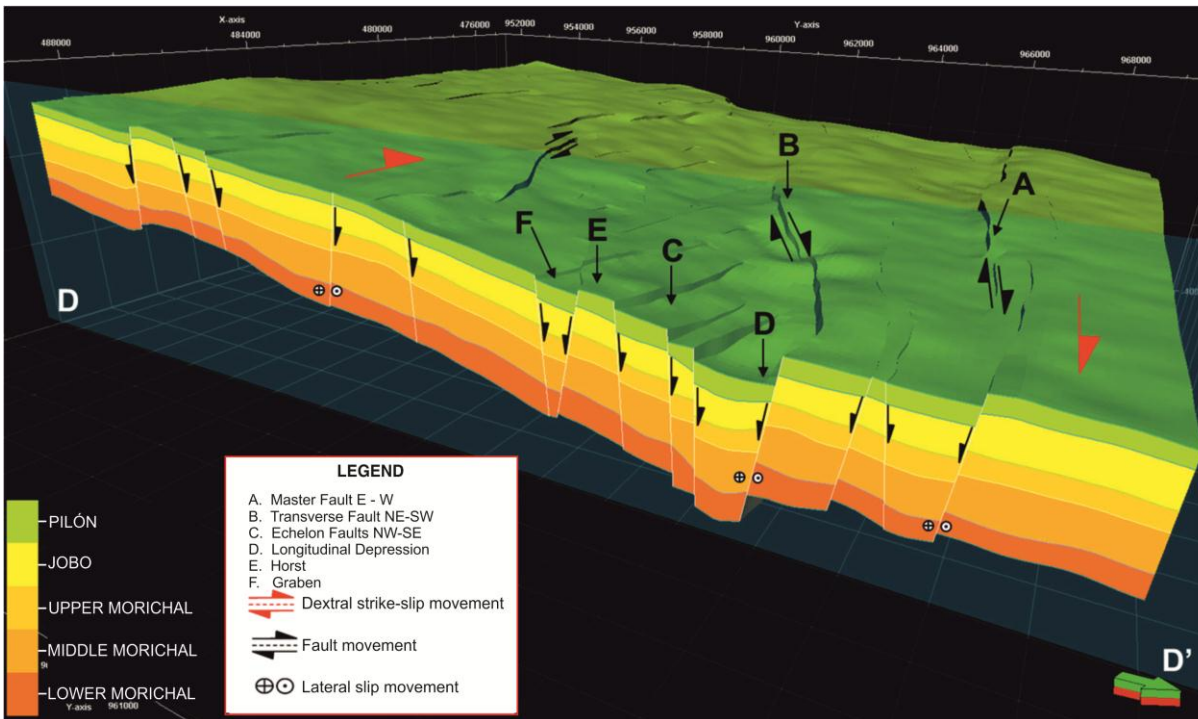 X-axis
Y-axis
488000
484000
480000
476000
952000
954000
956000
958000
960000
962000
964000
966000
968000
B
A
F
E
C
D
D
D'
LEGEND
A. Master Fault E - W
B. Transverse Fault NE-SW
C. Echelon Faults NW-SE
D. Longitudinal Depression
E. Horst
F. Graben
Dextral strike-slip movement
Fault movement
Lateral slip movement
PILÓN
JOBO
UPPER MORICHAL
MIDDLE MORICHAL
LOWER MORICHAL
Y-axis 961000